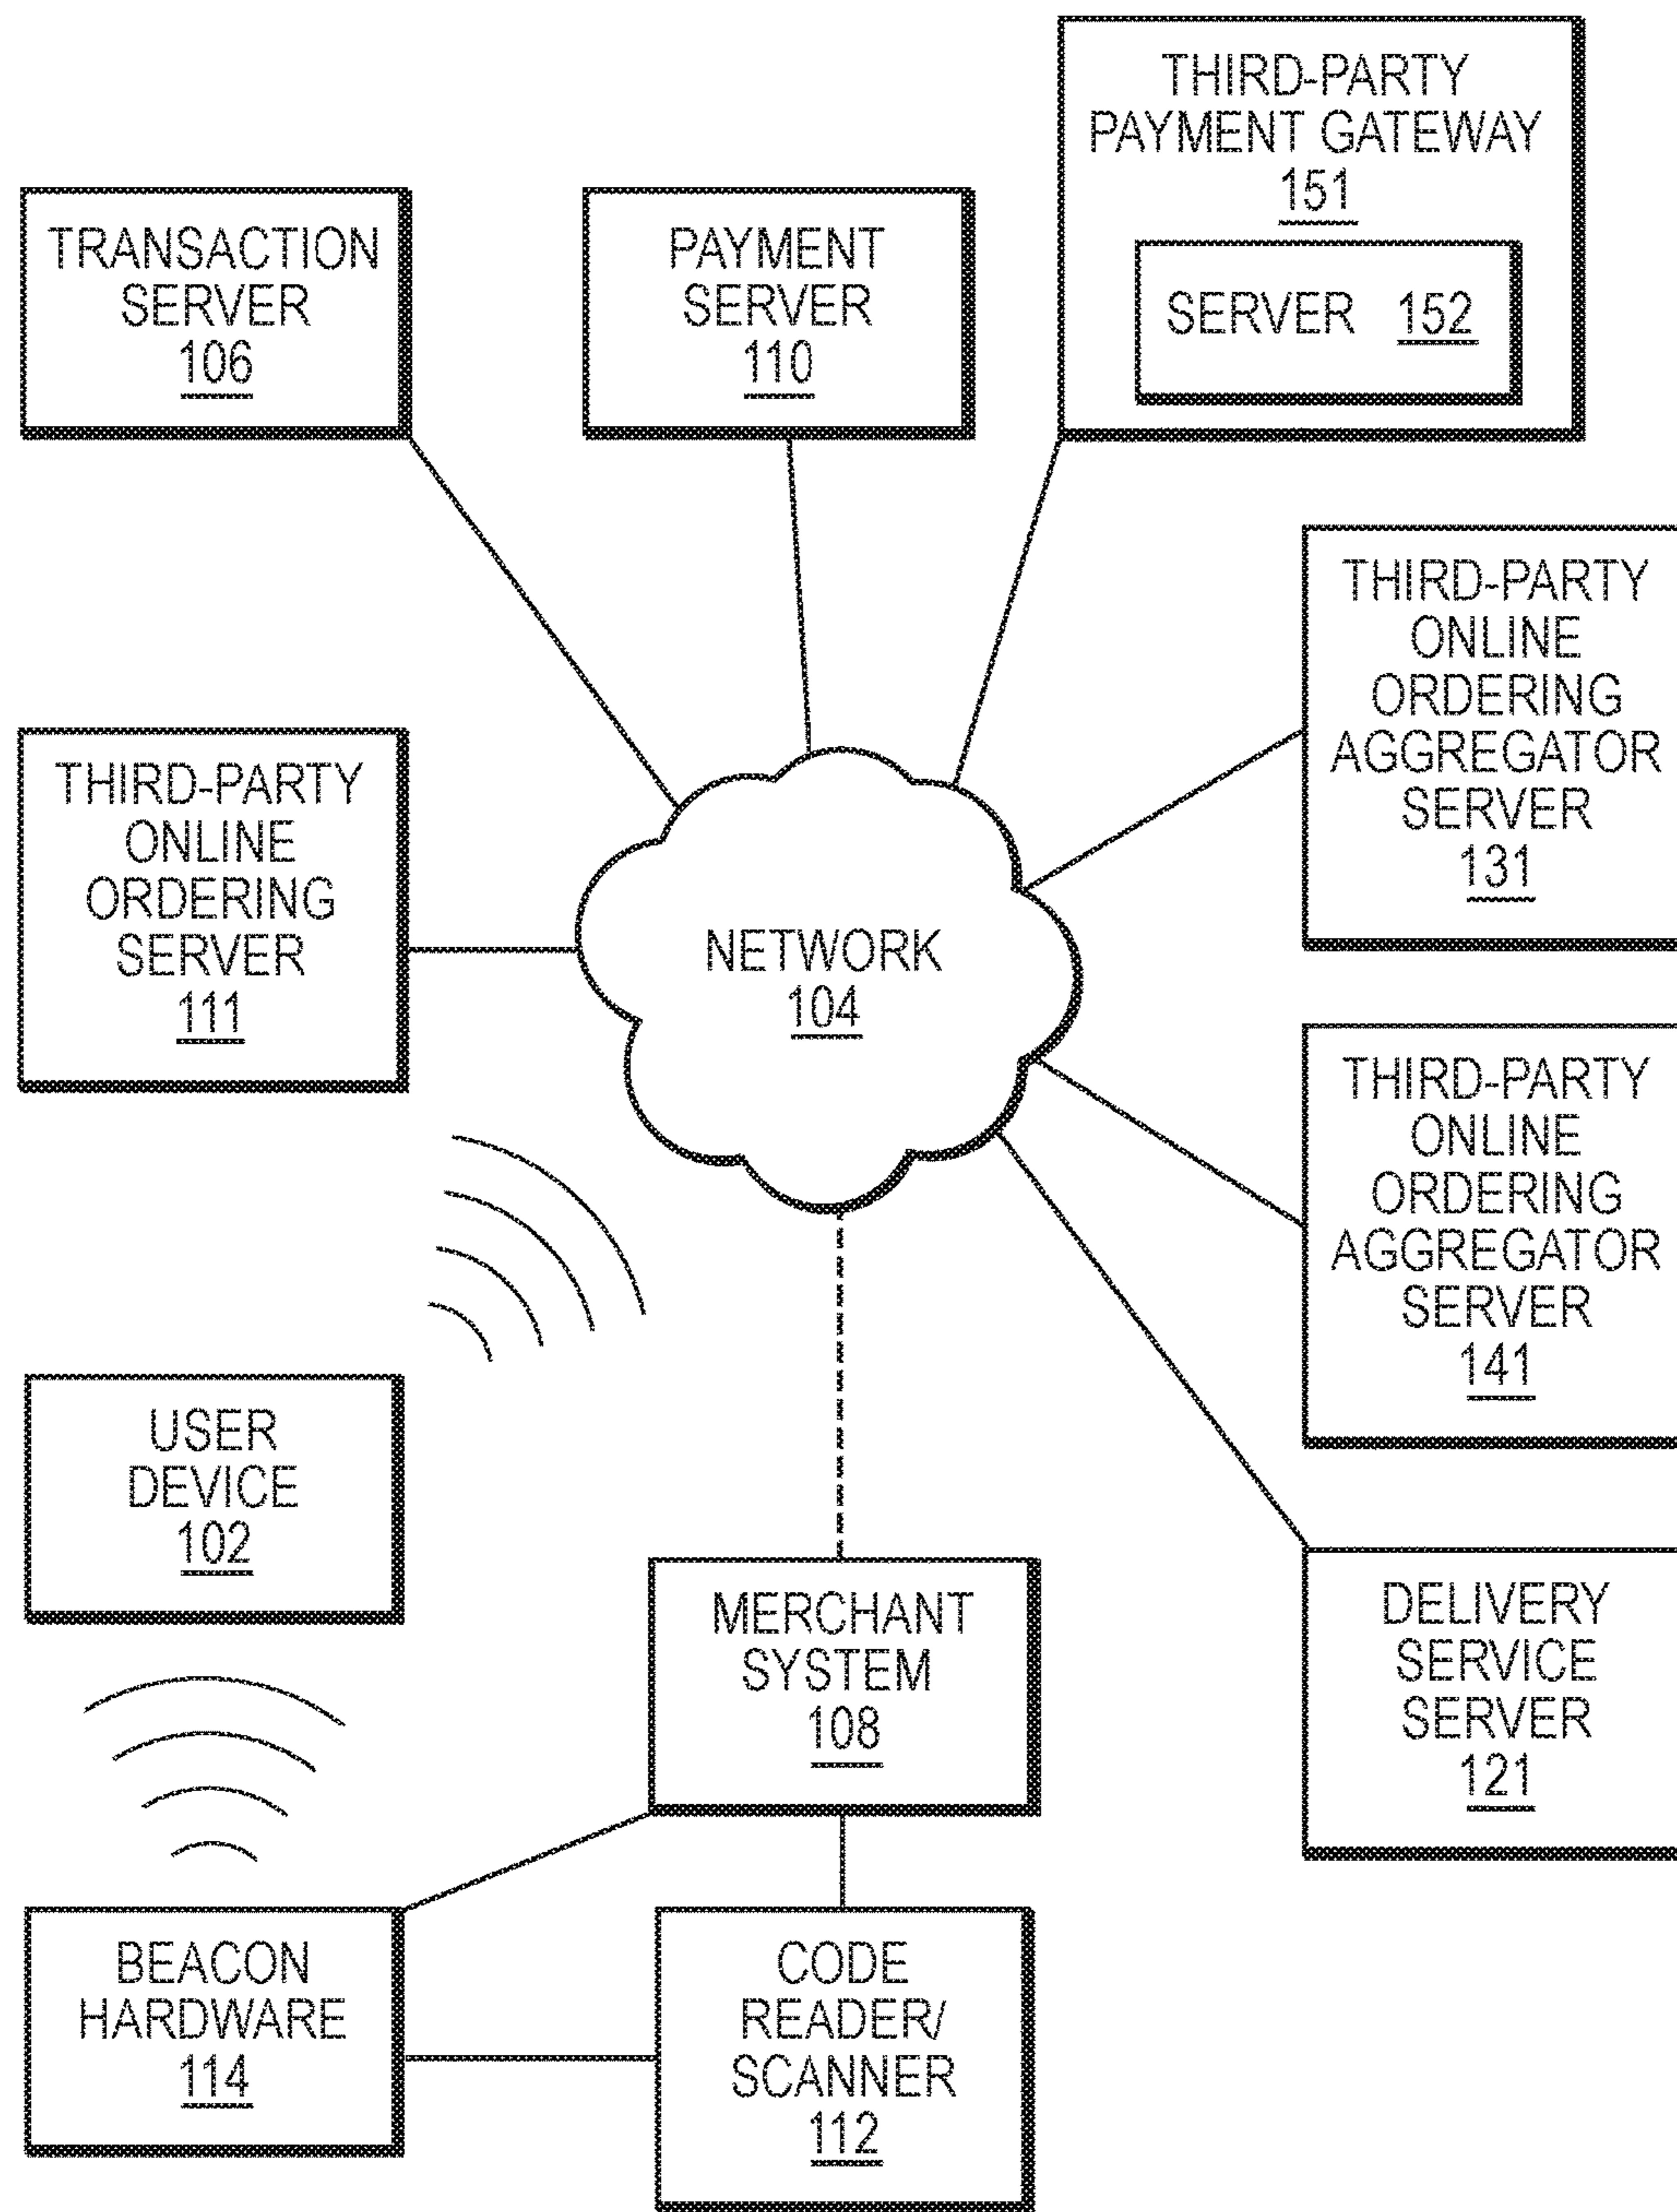 THIRD-PARTY
PAYMENT GATEWAY
151
SERVER 152
TRANSACTION
SERVER
106
PAYMENT
SERVER
110
THIRD-PARTY
ONLINE
ORDERING
AGGREGATOR
SERVER
131
THIRD-PARTY
ONLINE
ORDERING
SERVER
111
NETWORK
104
THIRD-PARTY
ONLINE
ORDERING
AGGREGATOR
SERVER
141
USER
DEVICE
102
MERCHANT
SYSTEM
108
DELIVERY
SERVICE
SERVER
121
BEACON
HARDWARE
114
CODE
READER/
SCANNER
112